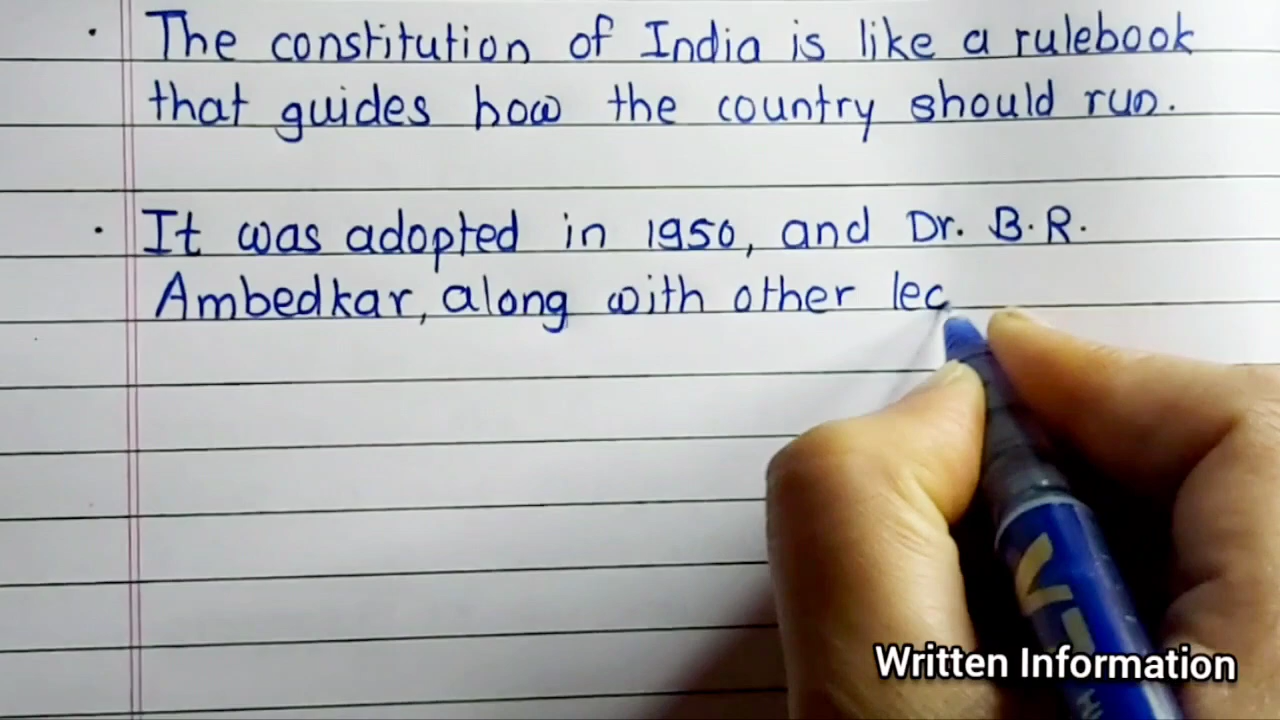 The constitution of India is like a rulebook
that guides how the country should run.
It was adopted in 1950, and Dr. B.R.
Ambedkar, along with other lec
Written Information